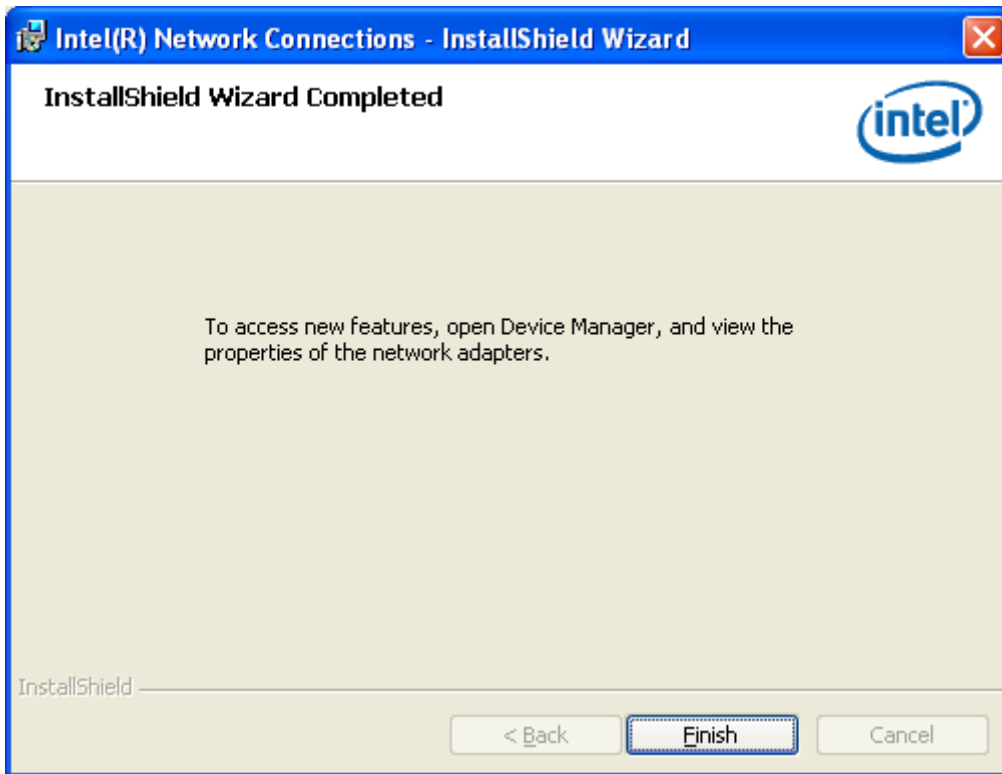 Intel(R) Network Connections - InstallShield Wizard
InstallShield Wizard Completed
intel
To access new features, open Device Manager, and view the
properties of the network adapters.
InstallShield
< Back
Finish
Cancel